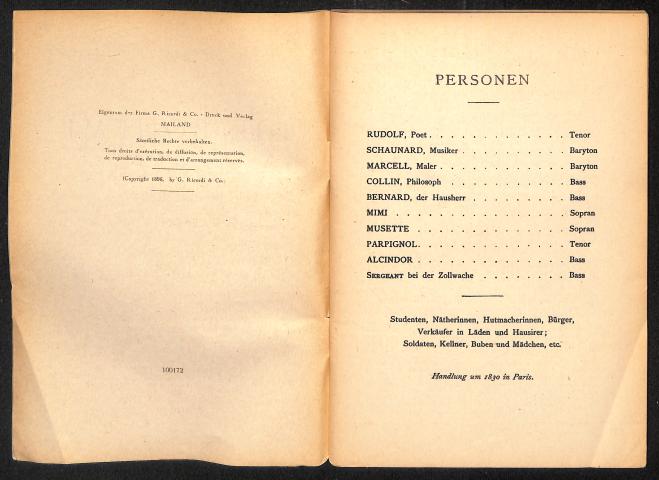 Eigentum der Firma G. Ricordi & Co. • Druck und Verlag
MAILAND
Sämtliche Rechte vorbehalten.
Tous droits d'exécution, de diffusion, de représentation,
de reproduction, de traduction et d'arrangement réservés.
(Copyright 1896, by G. Ricordi & Co.)
100172
PERSONEN
RUDOLF, Poet . . . . . . . . . . . . Tenor
SCHAUNARD, Musiker . . . . . . . . . Baryton
MARCELL, Maler . . . . . . . . . . . Baryton
COLLIN, Philosoph . . . . . . . . . . Bass
BERNARD, der Hausherr . . . . . . . . Bass
MIMI . . . . . . . . . . . . . . Sopran
MUSETTE . . . . . . . . . . . . . Sopran
PARPIGNOL . . . . . . . . . . . . . Tenor
ALCINDOR . . . . . . . . . . . . . Bass
SERGEANT bei der Zollwache . . . . . . . Bass
Studenten, Nätherinnen, Hutmacherinnen, Bürger,
Verkäufer in Läden und Hausirer;
Soldaten, Kellner, Buben und Mädchen, etc.
Handlung um 1830 in Paris.